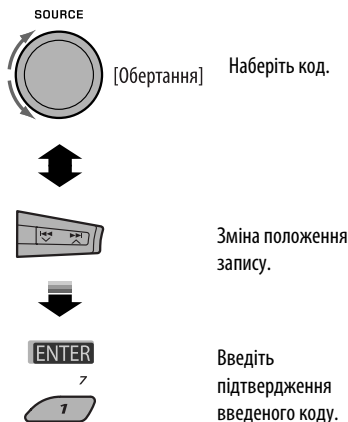 SOURCE
[Обертання]
Наберіть код.
Зміна положення
запису.
ENTER
7
1
Введіть
підтвердження
введеного коду.